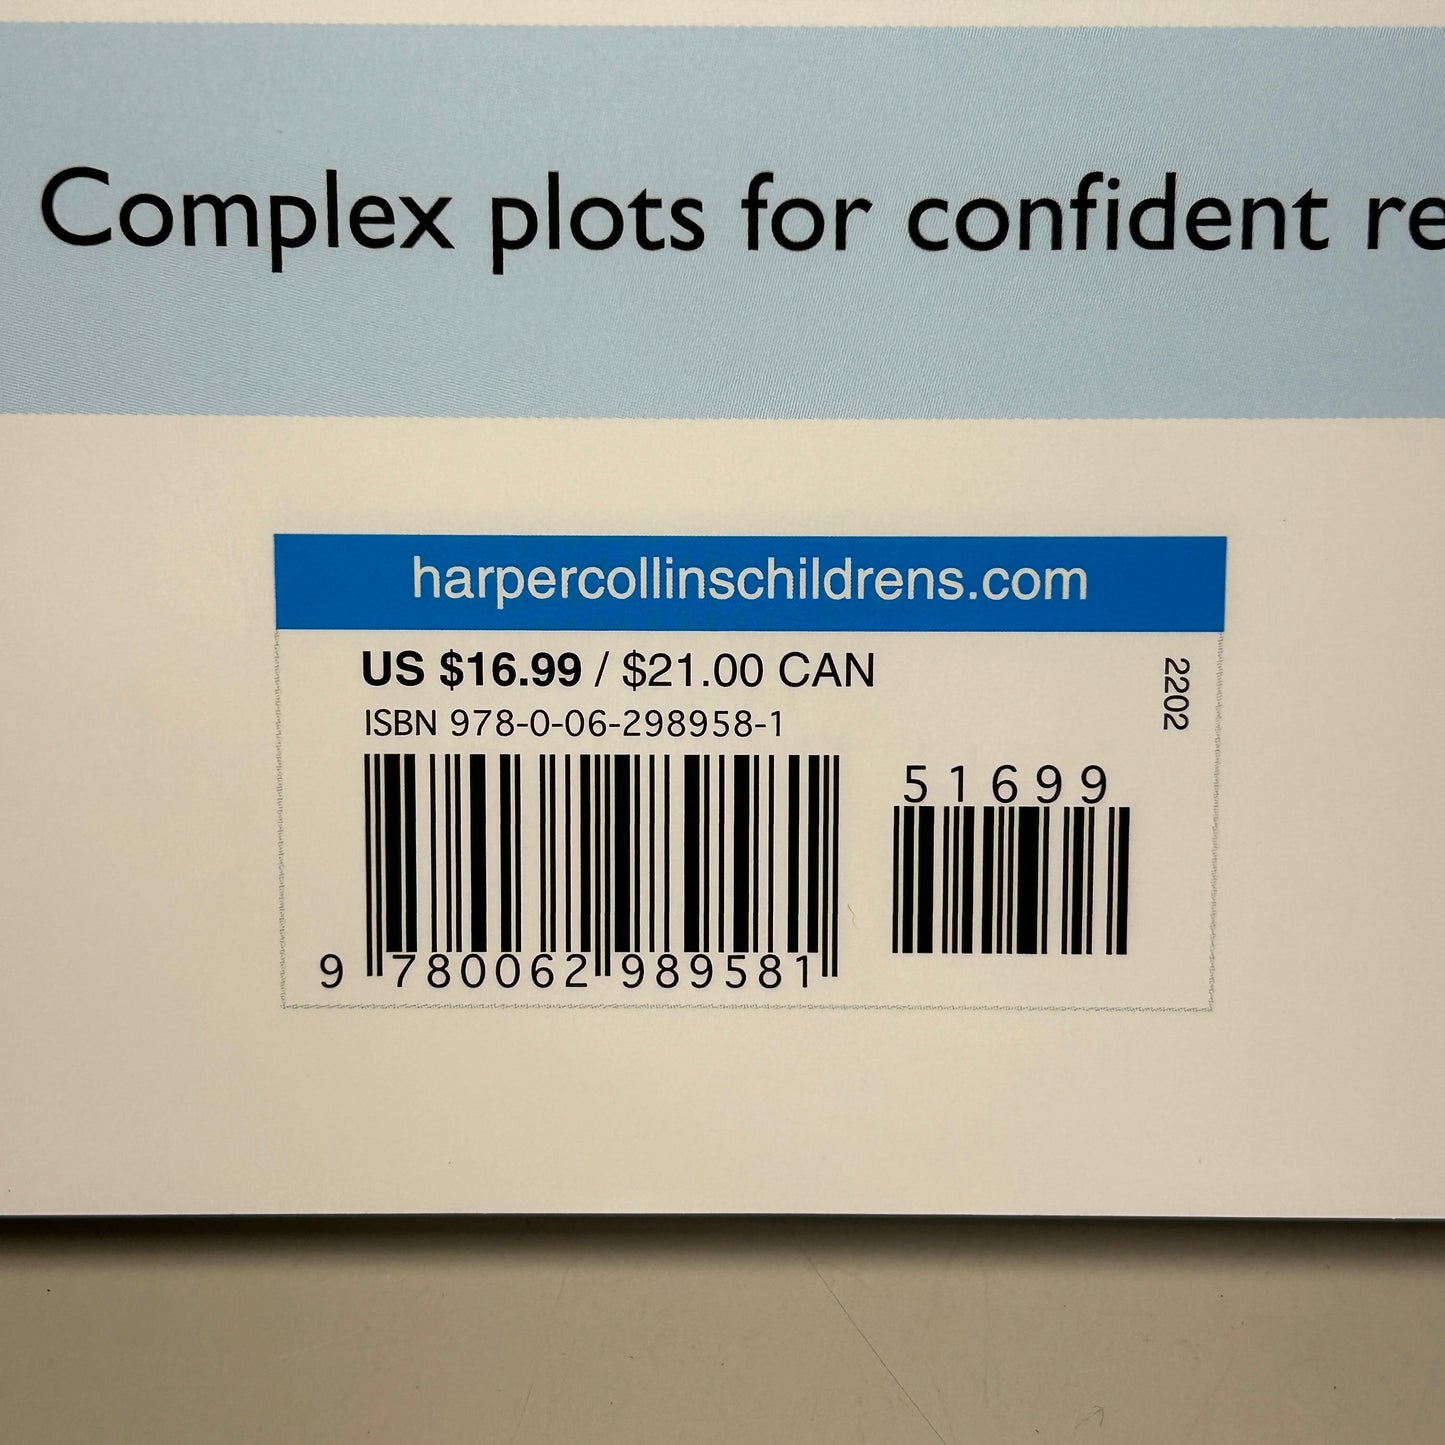 Complex plots for confident re
harpercollinschildrens.com
US $16.99 / $21.00 CAN
2202
ISBN 978-0-06-298958-1
51699
9 780062 989581